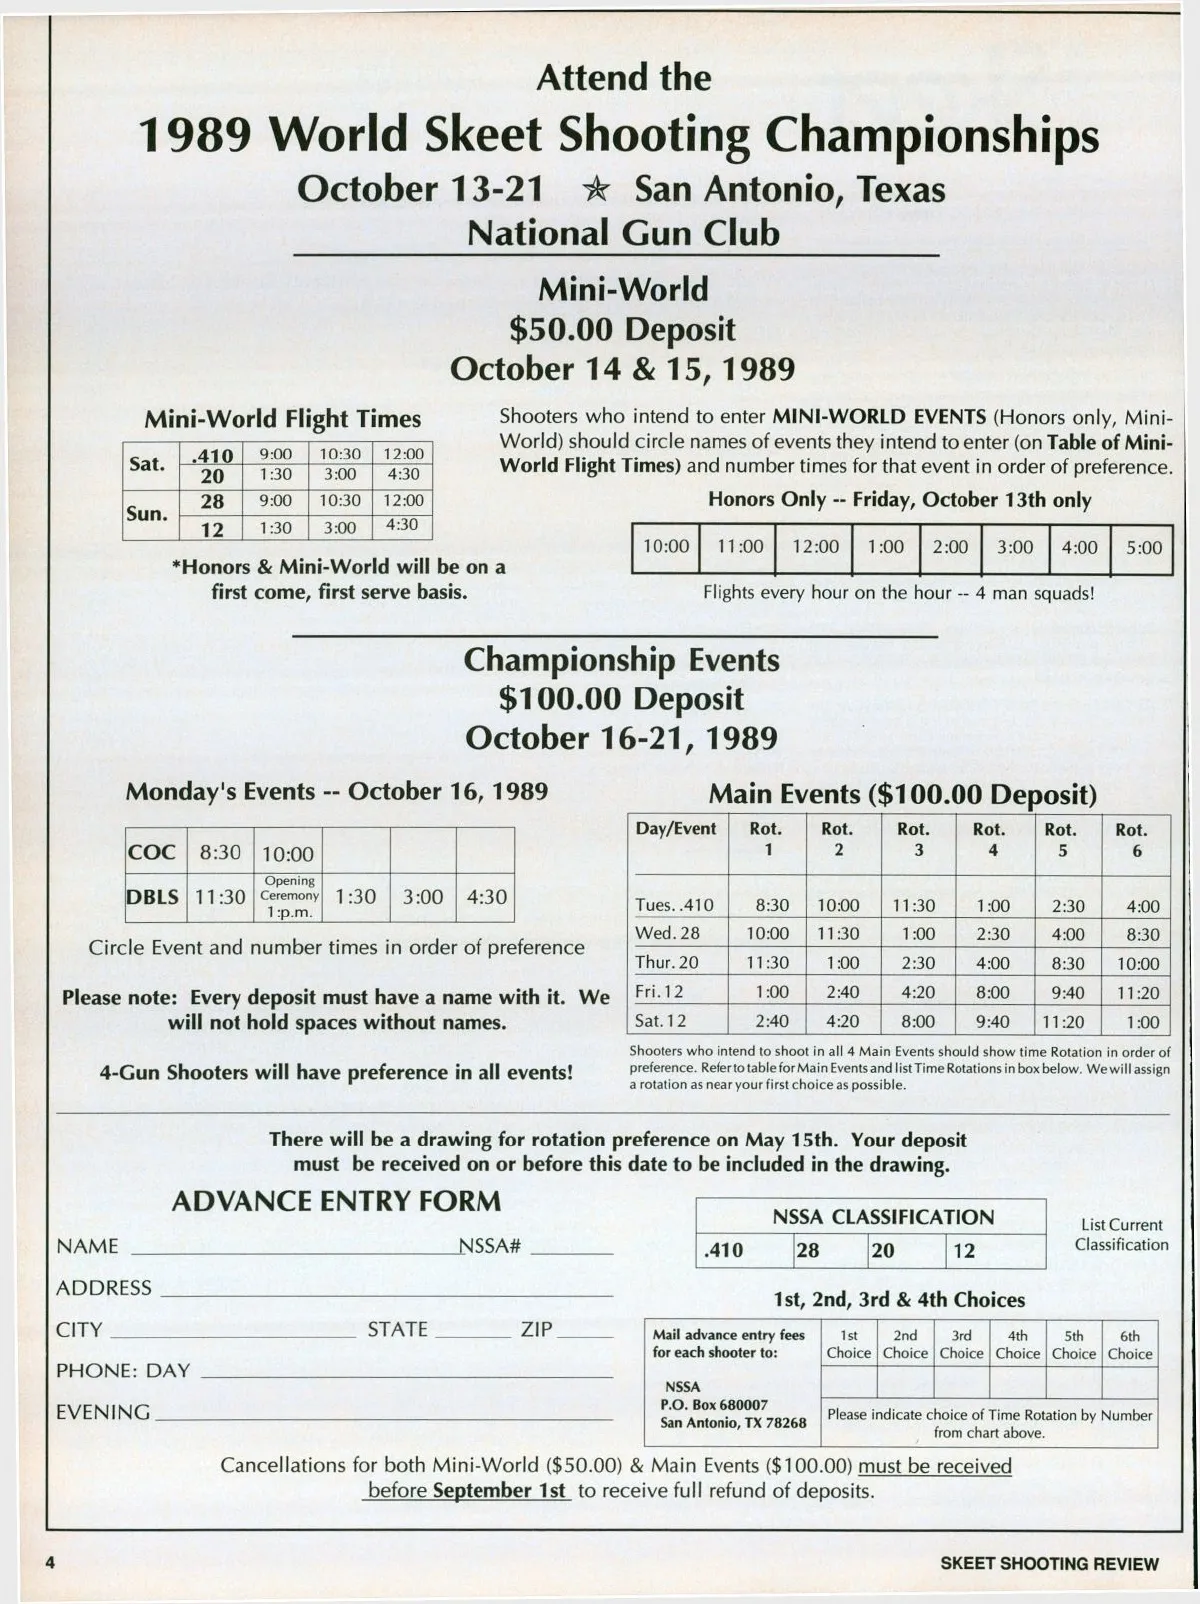 Attend the
1989 World Skeet Shooting Championships
October 13-21 ☆ San Antonio, Texas
National Gun Club
Mini-World
$50.00 Deposit
October 14 & 15, 1989
Mini-World Flight Times
Sat. .410 9:00 10:30 12:00
20 1:30 3:00 4:30
Sun. 28 9:00 10:30 12:00
12 1:30 3:00 4:30
*Honors & Mini-World will be on a
first come, first serve basis.
Shooters who intend to enter MINI-WORLD EVENTS (Honors only, Mini-
World) should circle names of events they intend to enter (on Table of Mini-
World Flight Times) and number times for that event in order of preference.
Honors Only -- Friday, October 13th only
10:00 11:00 12:00 1:00 2:00 3:00 4:00 5:00
Flights every hour on the hour -- 4 man squads!
Championship Events
$100.00 Deposit
October 16-21, 1989
Monday's Events -- October 16, 1989
COC 8:30 10:00
DBLS 11:30 Opening Ceremony 1:p.m. 1:30 3:00 4:30
Circle Event and number times in order of preference
Please note: Every deposit must have a name with it. We
will not hold spaces without names.
4-Gun Shooters will have preference in all events!
Main Events ($100.00 Deposit)
Day/Event Rot. 1 Rot. 2 Rot. 3 Rot. 4 Rot. 5 Rot. 6
Tues. .410 8:30 10:00 11:30 1:00 2:30 4:00
Wed. 28 10:00 11:30 1:00 2:30 4:00 8:30
Thur. 20 11:30 1:00 2:30 4:00 8:30 10:00
Fri. 12 1:00 2:40 4:20 8:00 9:40 11:20
Sat. 12 2:40 4:20 8:00 9:40 11:20 1:00
Shooters who intend to shoot in all 4 Main Events should show time Rotation in order of
preference. Refer to table for Main Events and list Time Rotations in box below. We will assign
a rotation as near your first choice as possible.
There will be a drawing for rotation preference on May 15th. Your deposit
must be received on or before this date to be included in the drawing.
ADVANCE ENTRY FORM
NAME NSSA#
ADDRESS
CITY STATE ZIP
PHONE: DAY
EVENING
NSSA CLASSIFICATION
.410 28 20 12
List Current
Classification
1st, 2nd, 3rd & 4th Choices
Mail advance entry fees
for each shooter to:
NSSA
P.O. Box 680007
San Antonio, TX 78268
1st Choice 2nd Choice 3rd Choice 4th Choice 5th Choice 6th Choice
Please indicate choice of Time Rotation by Number
from chart above.
Cancellations for both Mini-World ($50.00) & Main Events ($100.00) must be received
before September 1st to receive full refund of deposits.
4
SKEET SHOOTING REVIEW